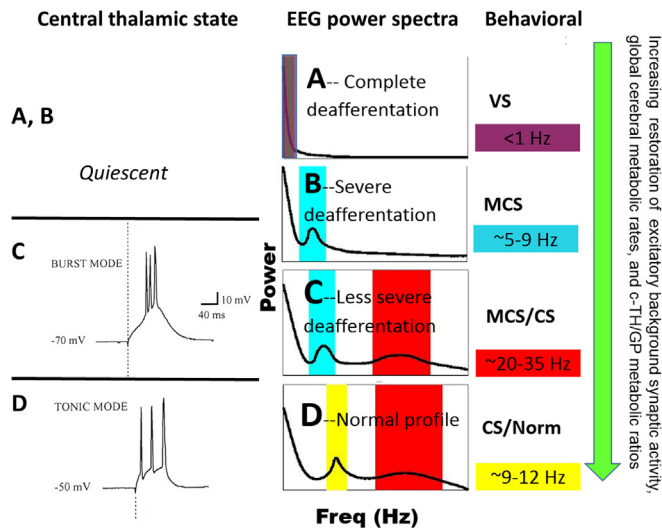 Central thalamic state
EEG power spectra
Behavioral
A, B
Quiescent
C
BURST MODE
10 mV
40 ms
-70 mV
D
TONIC MODE
-50 mV
Power
A-- Complete
deafferentation
B--Severe
deafferentation
C--Less severe
deafferentation
D--Normal profile
Freq (Hz)
VS
<1 Hz
MCS
~5-9 Hz
MCS/CS
~20-35 Hz
CS/Norm
~9-12 Hz
Increasing restoration of excitatory background synaptic activity,
global cerebral metabolic rates, and c-TH/GP metabolic ratios